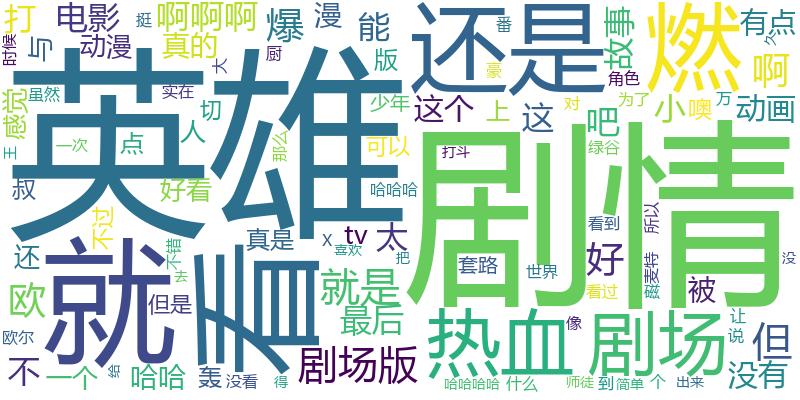 打
电影
啊啊啊
挺
爆
漫
能
还是
番
燃
故事
有点
久
时候
与
动漫
真的
大
厨
版
豪
角色
啊
感觉
虽然
英雄
实在
切
少年
这个
上
这
对
为了
小
噢
万
动画
王
一次
点
人
那么
可以
打斗
吧
绿谷
叔
好看
哈哈哈
剧情
不过
真是
x
tv
太
看到
所以
还
不错
喜欢
把
套路
世界
好
磁
麦特
没
欧
就
但是
去
看
就是
看过
被
欧尔
最后
热血
像
剧场
让
说
但
不
一个
给
哈哈
轰
没看
得
剧场版
哈哈哈哈
什么
师徒
到
简单
个
出来
没有